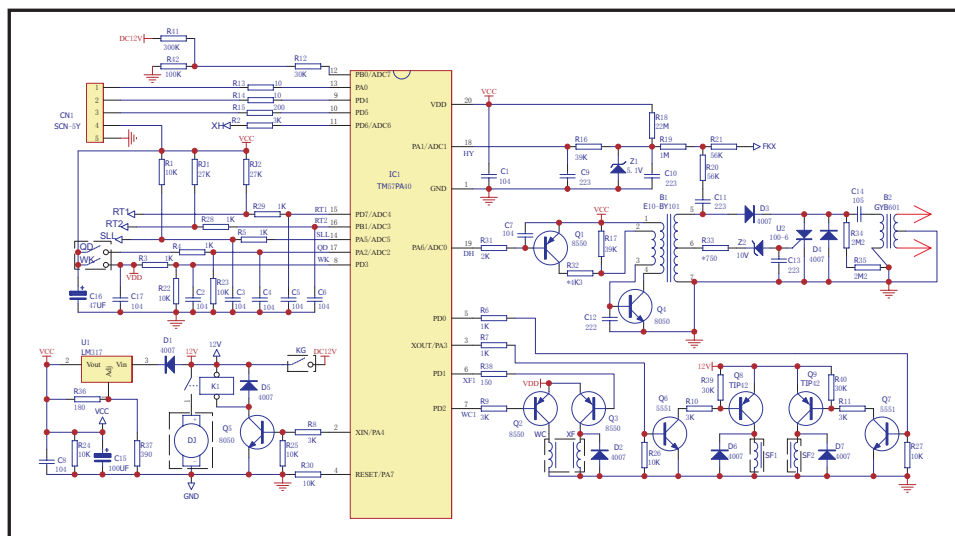 DC12V
R41
300K
R42
100K
R12
30K
12
PB0/ADC7
R13
10
13
PA0
R14
10
9
PD4
R15
200
10
PD5
XH
R2
3K
11
PD6/ADC6
CN1
SCN-5Y
1
2
3
4
5
VCC
R1
10K
RJ1
27K
RJ2
27K
IC1
TM57PA40
RT1
R29
1K
RT1
15
PD7/ADC4
RT2
R28
1K
RT2
16
PB1/ADC3
SLL
R5
1K
SLL
14
PA5/ADC5
QD
R4
1K
QD
17
PA2/ADC2
WK
R3
1K
WK
8
PD3
VDD
C16
47UF
C17
104
R32
10K
C2
104
R23
10K
C3
104
C4
104
C5
104
C6
104
VDD
20
VCC
C1
104
PA1/ADC1
18
HY
R16
39K
C9
223
Z1
5.1V
C10
223
R18
22M
R19
1M
R21
56K
FKX
R20
56K
C11
223
GND
1
PA6/ADC0
19
DH
R31
2K
C7
104
Q1
8550
VCC
R17
39K
R32
*4K3
C12
222
Q4
8050
B1
E10-BY101
1
2
3
4
5
6
7
D3
4007
R33
*750
Z2
10V
C13
223
U2
100-6
D4
4007
C14
105
R34
2M2
R35
2M2
B2
GYB601
PD0
5
R6
1K
XOUT/PA3
3
R7
1K
PD1
6
XF1
R38
150
PD2
7
WC1
R9
3K
VDD
Q2
8550
WC
XF
Q3
8550
D2
4007
R26
10K
Q6
5551
R10
3K
12V
R39
30K
Q8
TIP42
D6
4007
SF1
SF2
Q9
TIP42
D7
4007
R40
30K
R11
3K
Q7
5551
R27
10K
VCC
U1
LM317
2
Vout
Vin
Adj
3
D1
4007
12V
12V
KG
DC12V
K1
D5
4007
R36
180
VCC
C8
104
R24
10K
C15
100UF
R37
390
DJ
GND
Q5
8050
R25
10K
R8
3K
2
XIN/PA4
R30
10K
4
RESET/PA7